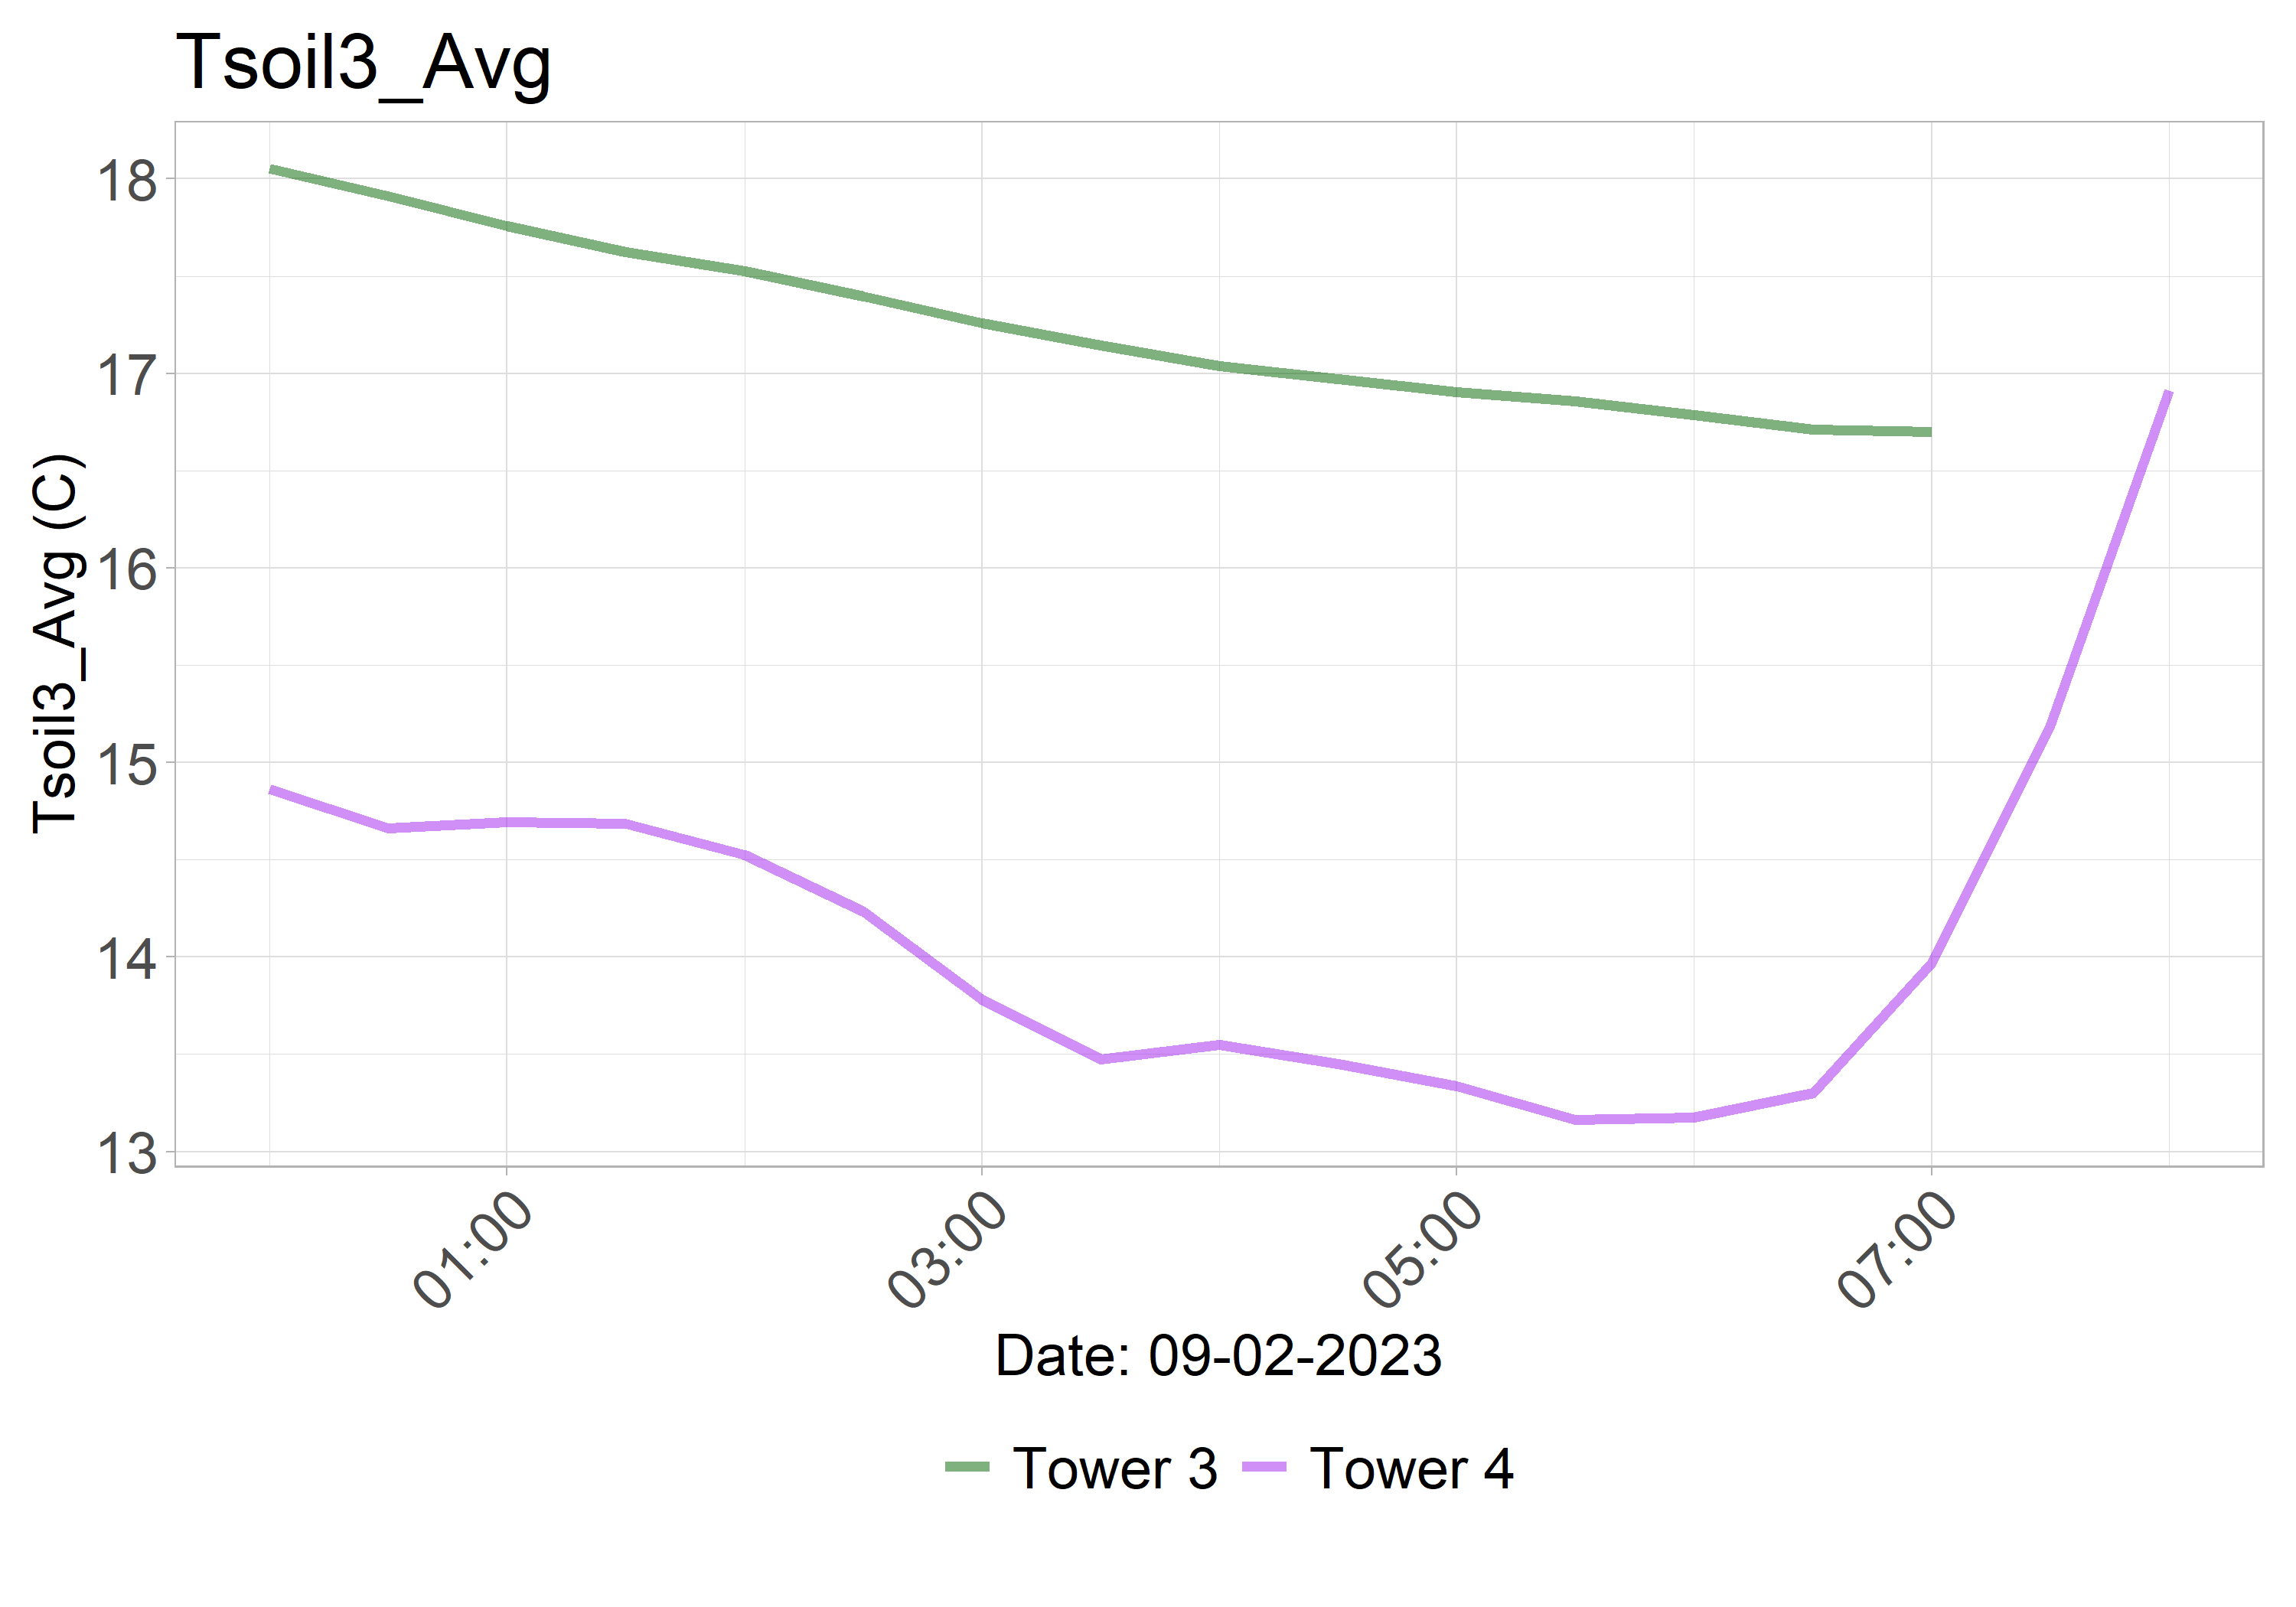 Tsoil3_Avg
Tsoil3_Avg (C)
18
17
16
15
14
13
01:00
03:00
05:00
07:00
Date: 09-02-2023
Tower 3
Tower 4